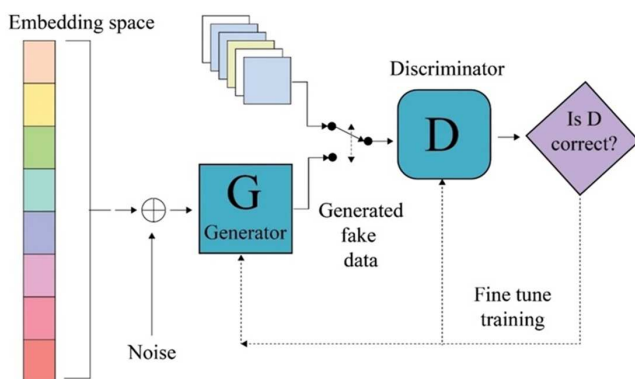 Embedding space
Discriminator
Is D
correct?
D
G
Generator
Generated
fake
data
Noise
Fine tune
training